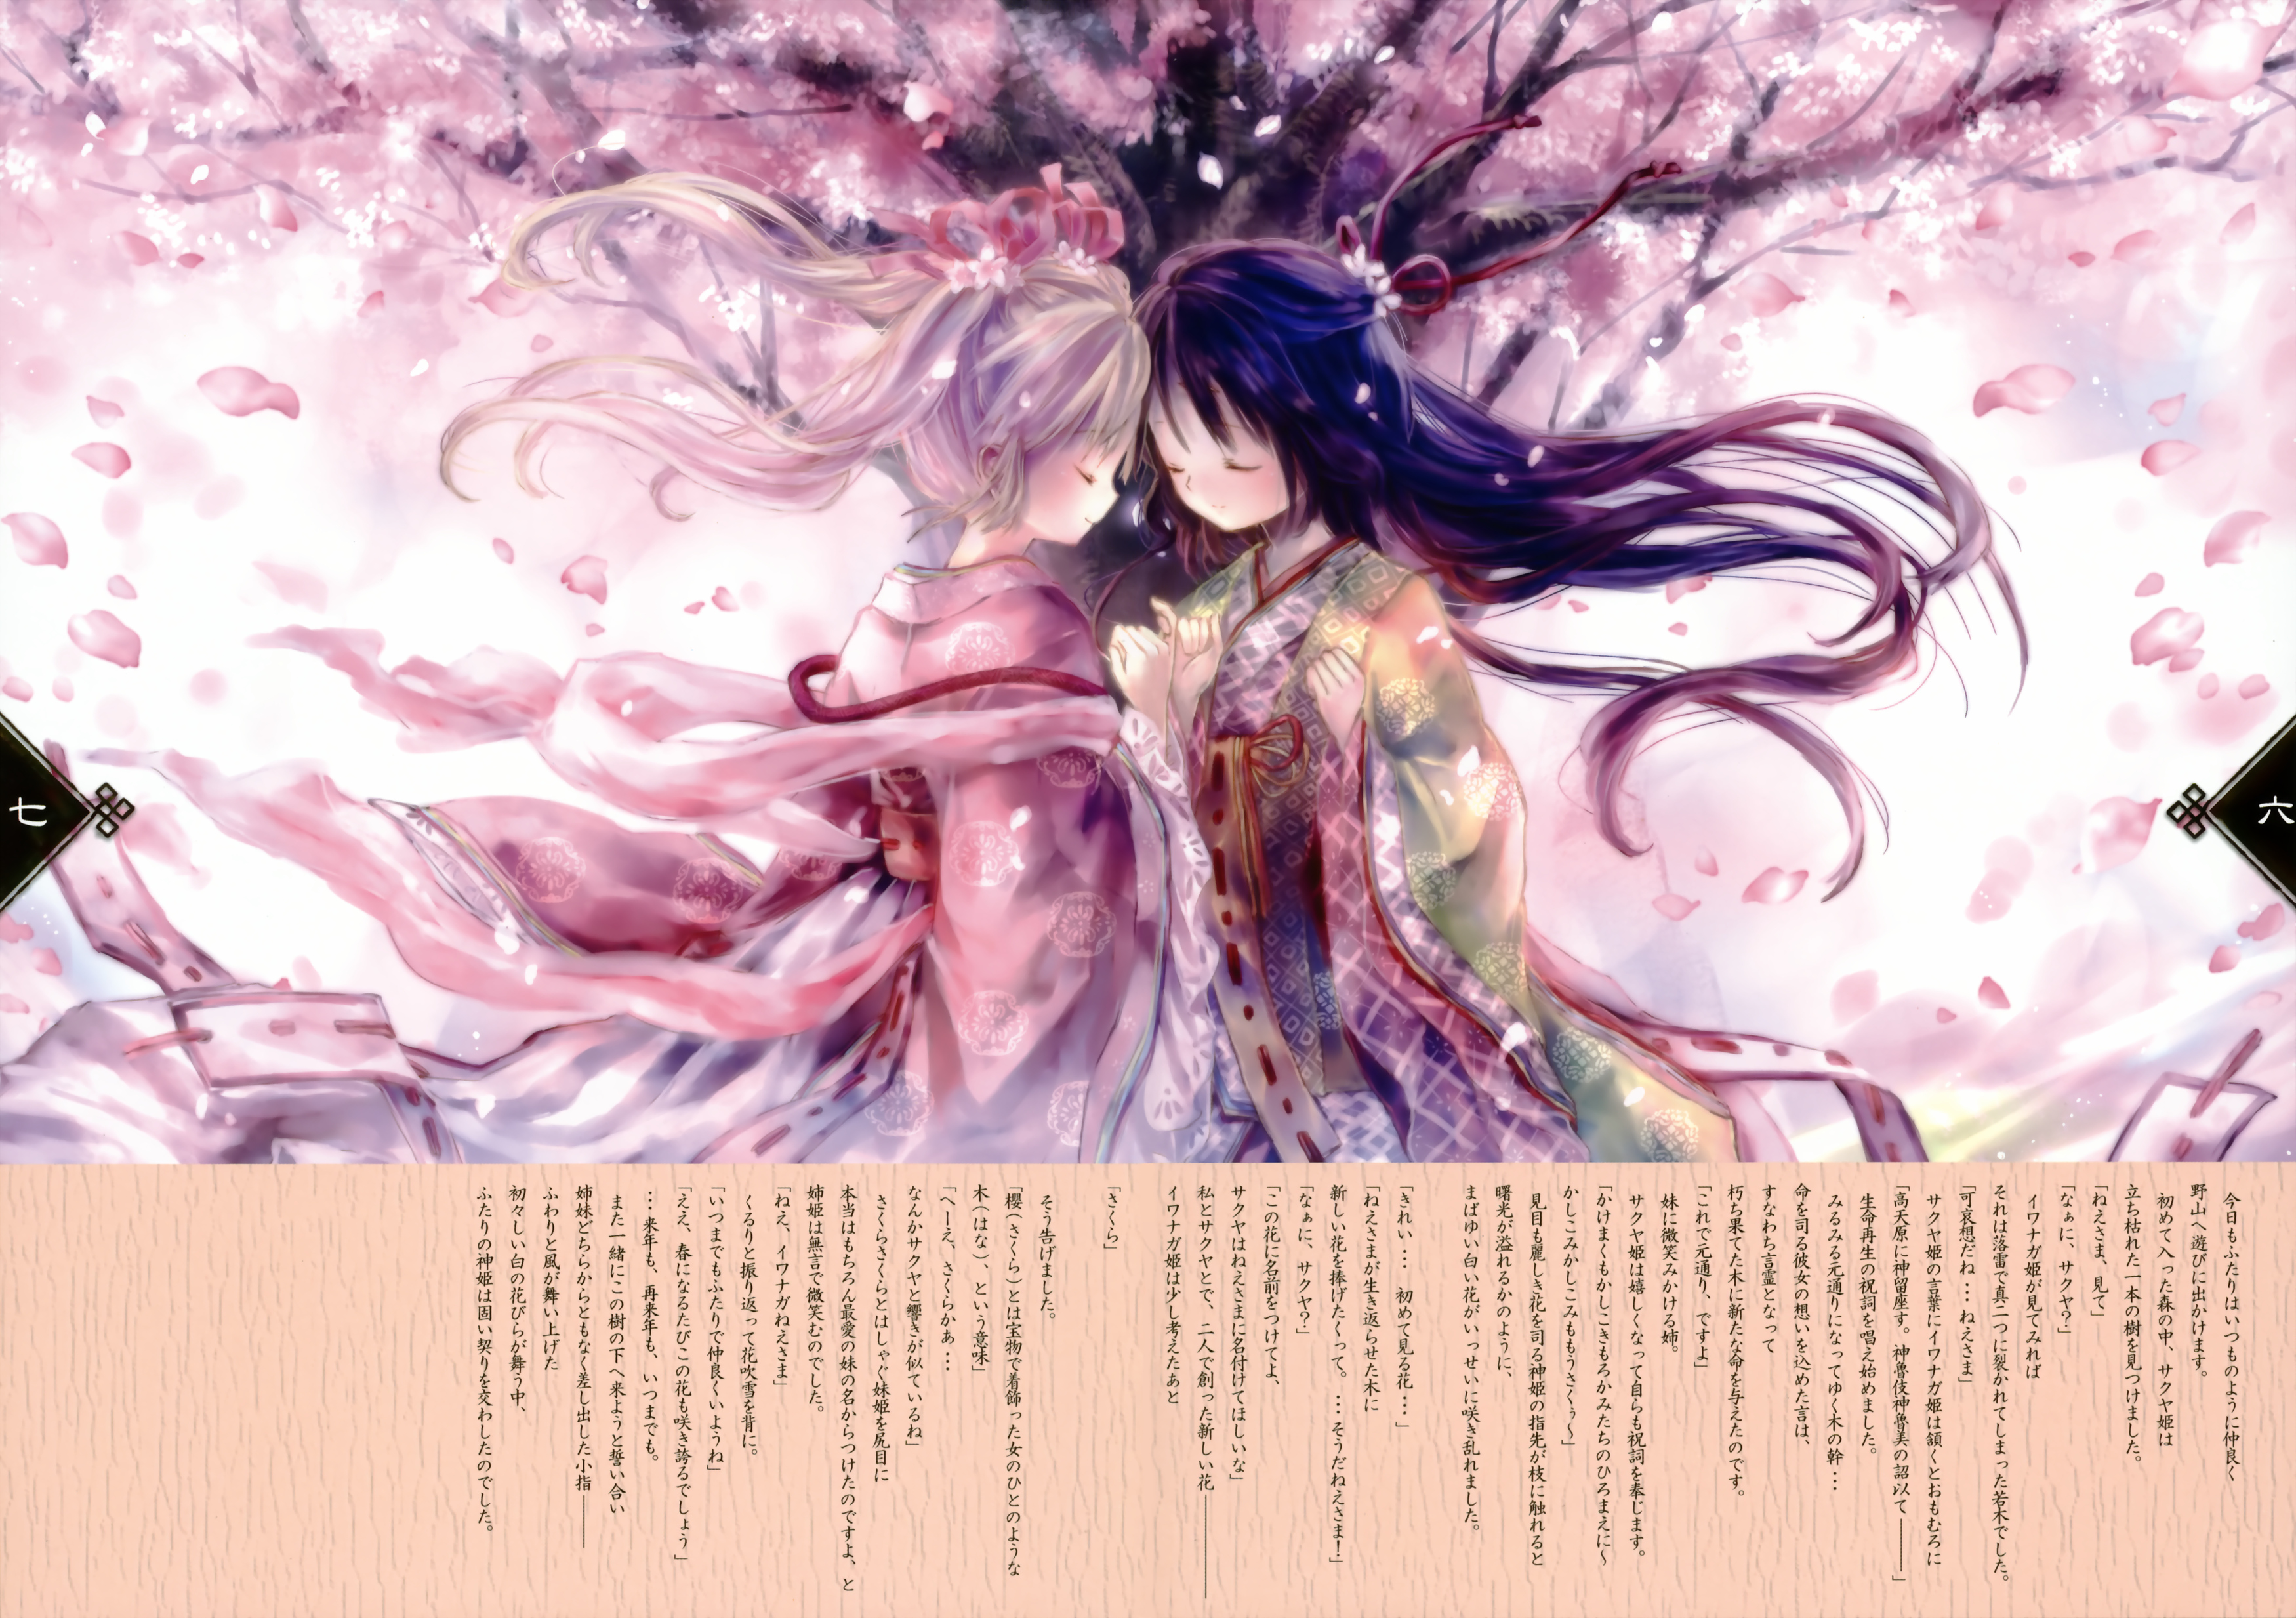 六
今日もふたりはいつものように仲良く
野山へ遊びに出かけます。
初めて入った森の中、サクヤ姫は
立ち枯れた一本の樹を見つけました。
「ねえさま、見て」
「なぁに、サクヤ?」
イワナガ姫が見てみれば
それは落雷で真二つに裂かれてしまった若木でした。
「可哀想だね…ねえさま」
サクヤ姫の言葉にイワナガ姫は頷くとおもむろに
「高天原に神留座す。神魯伎神魯美の詔以て――」
生命再生の祝詞を唱え始めました。
みるみる元通りになってゆく木の幹…
命を司る彼女の想いを込めた言は、
すなわち言霊となって
朽ち果てた木に新たな命を与えたのです。
「これで元通り、ですよ」
妹に微笑みかける姉。
サクヤ姫は嬉しくなって自らも祝詞を奉じます。
「かけまくもかしこきもろかみたちのひろまえに〜
かしこみかしこみももうさくぅ〜」
見目も麗しき花を司る神姫の指先が枝に触れると
曙光が溢れるかのように、
まばゆい白い花がいっせいに咲き乱れました。
「きれい… 初めて見る花…」
「ねえさまが生き返らせた木に
新しい花を捧げたくって。…そうだねえさま!」
「なぁに、サクヤ?」
「この花に名前をつけてよ、
サクヤはねえさまに名付けてほしいな」
私とサクヤとで、二人で創った新しい花――――
イワナガ姫は少し考えたあと
「さくら」
そう告げました。
「櫻(さくら)とは宝物で着飾った女のひとのような
木(はな)、という意味」
「へーえ、さくらかあ…
なんかサクヤと響きが似ているね」
さくらさくらとはしゃぐ妹姫を尻目に
本当はもちろん最愛の妹の名からつけたのですよ、と
姉姫は無言で微笑むのでした。
「ねえ、イワナガねえさま」
くるりと振り返って花吹雪を背に。
「いつまでもふたりで仲良くいようね」
「ええ、春になるたびこの花も咲き誇るでしょう」
…来年も、再来年も、いつまでも。
また一緒にこの樹の下へ来ようと誓い合い
姉妹どちらからともなく差し出した小指――
ふわりと風が舞い上げた
初々しい白の花びらが舞う中、
ふたりの神姫は固い契りを交わしたのでした。
七